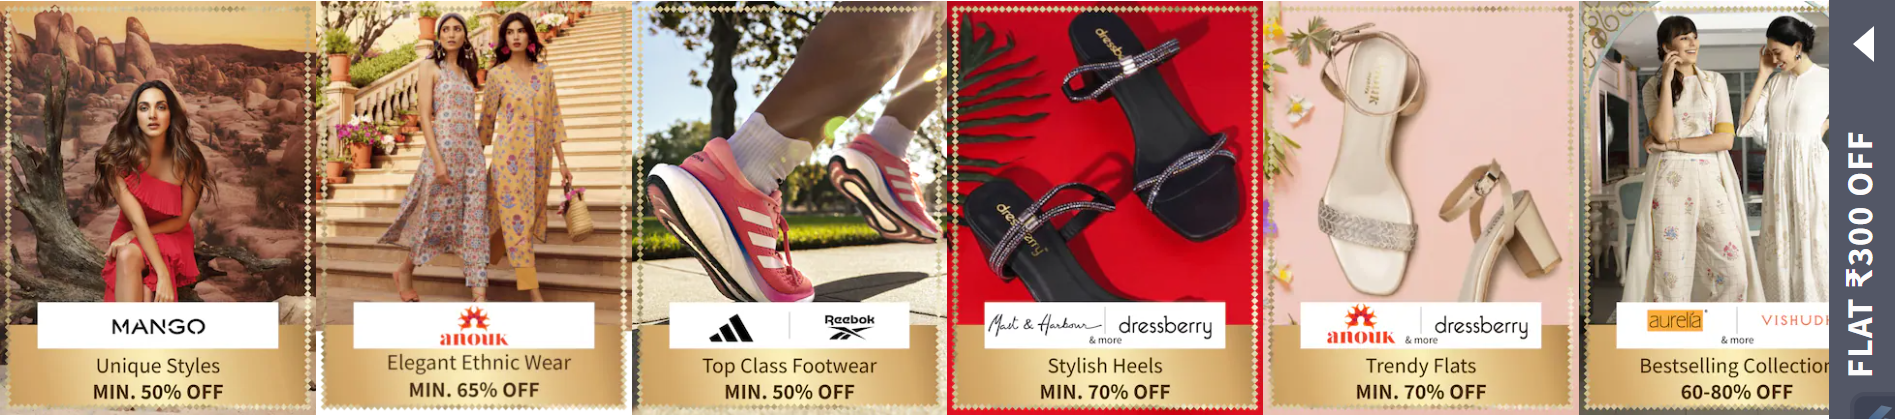 MANGO
Unique Styles
MIN. 50% OFF
anouk
Elegant Ethnic Wear
MIN. 65% OFF
Reebok
Top Class Footwear
MIN. 50% OFF
dressberry
Mast & Harbour dressberry
& more
Stylish Heels
MIN. 70% OFF
anouk & more dressberry
Trendy Flats
MIN. 70% OFF
aurelia VISHUDH
& more
Bestselling Collection
60-80% OFF
FLAT ₹300 OFF